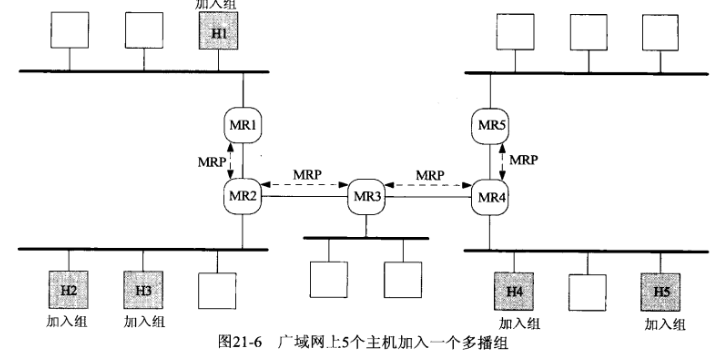 加入组
H1
MR1
MR5
MRP
MRP
MRP
MRP
MR2
MR3
MR4
H2
H3
H4
H5
加入组
加入组
加入组
加入组
图21-6 广域网上5个主机加入一个多播组